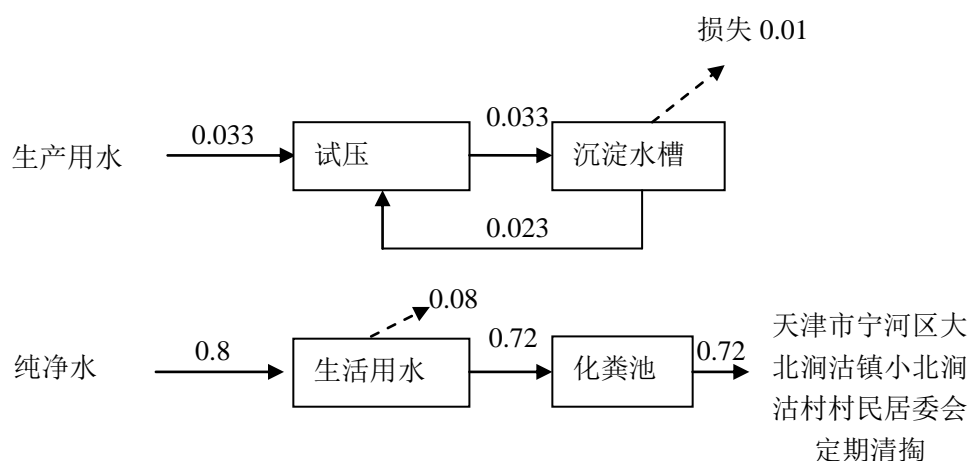 损失 0.01
生产用水
0.033
试压
0.033
沉淀水槽
0.023
纯净水
0.8
生活用水
0.08
0.72
化粪池
0.72
天津市宁河区大
北涧沽镇小北涧
沽村村民居委会
定期清掏